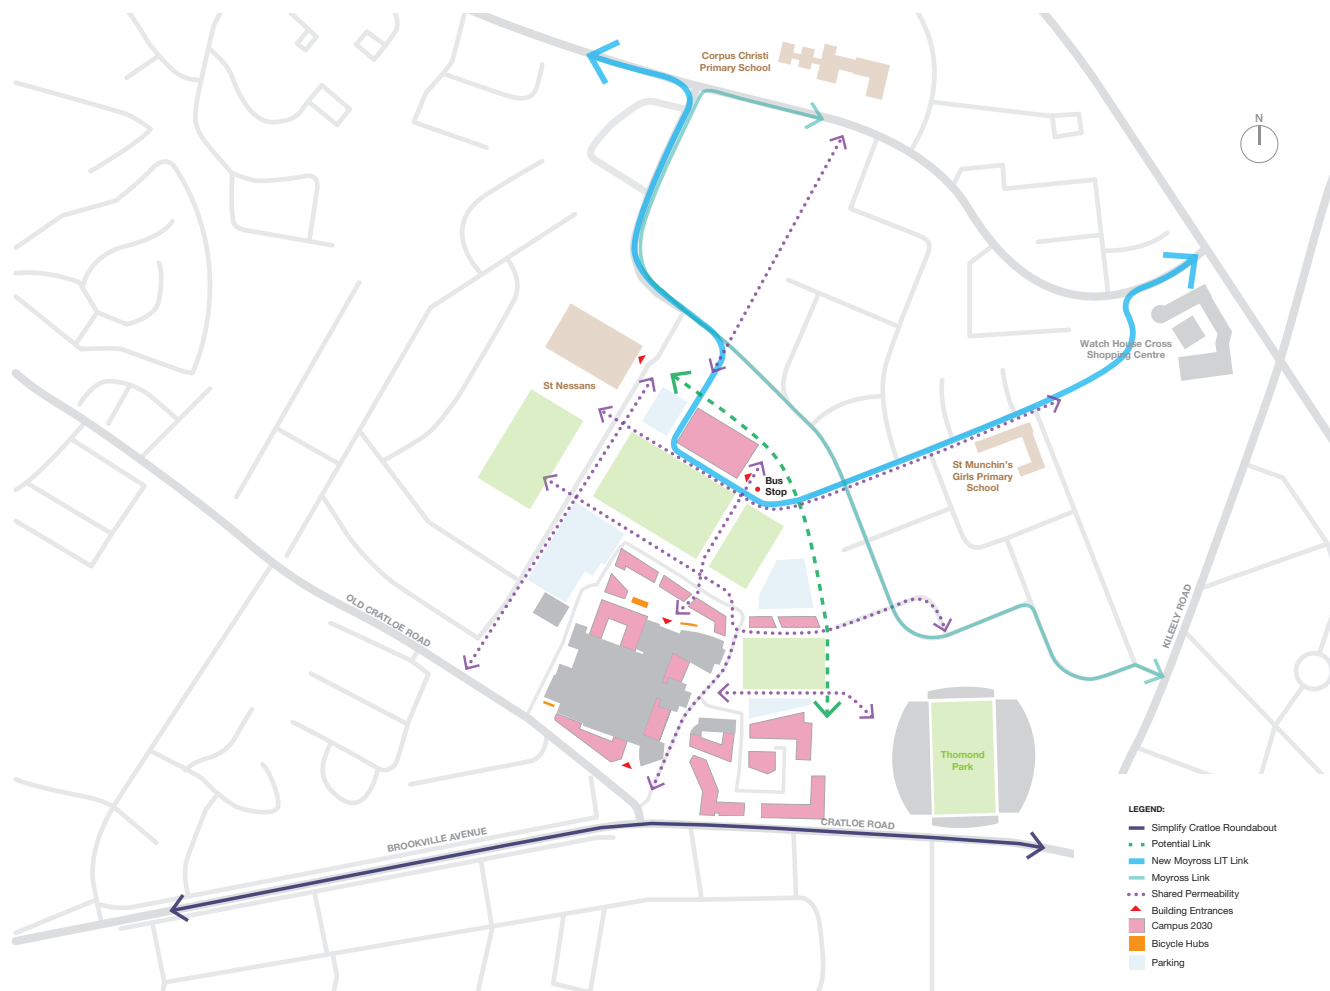 Corpus Christi
Primary School
N
Watch House Cross
Shopping Centre
St Nessans
St Munchin's
Girls Primary
School
Bus
Stop
OLD CRATLOE ROAD
KILEELY ROAD
Thomond
Park
BROOKVILLE AVENUE
CRATLOE ROAD
LEGEND:
Simplify Cratloe Roundabout
Potential Link
New Moyross LIT Link
Moyross Link
Shared Permeability
Building Entrances
Campus 2030
Bicycle Hubs
Parking